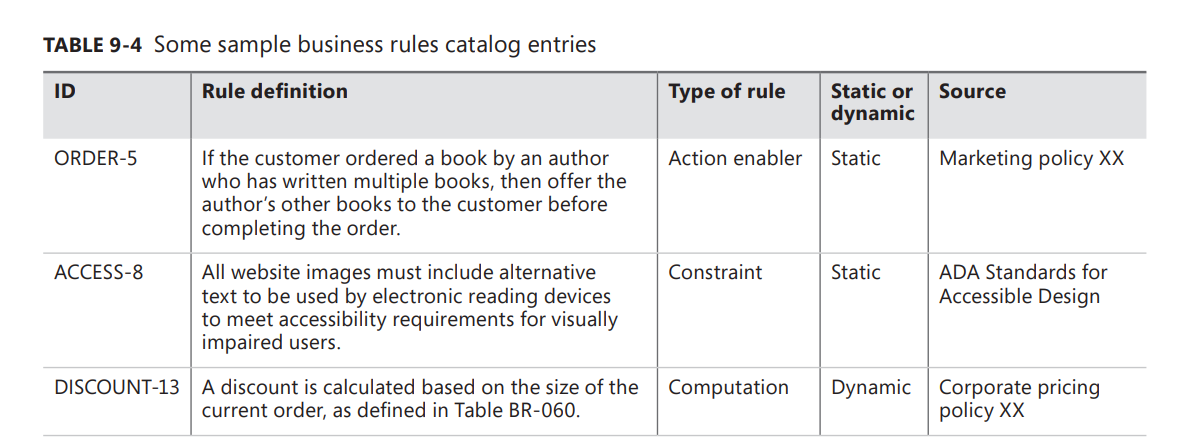 TABLE 9-4 Some sample business rules catalog entries
ID
Rule definition
Type of rule
Static or
dynamic
Source
ORDER-5
If the customer ordered a book by an author
who has written multiple books, then offer the
author's other books to the customer before
completing the order.
Action enabler
Static
Marketing policy XX
ACCESS-8
All website images must include alternative
text to be used by electronic reading devices
to meet accessibility requirements for visually
impaired users.
Constraint
Static
ADA Standards for
Accessible Design
DISCOUNT-13
A discount is calculated based on the size of the
current order, as defined in Table BR-060.
Computation
Dynamic
Corporate pricing
policy XX